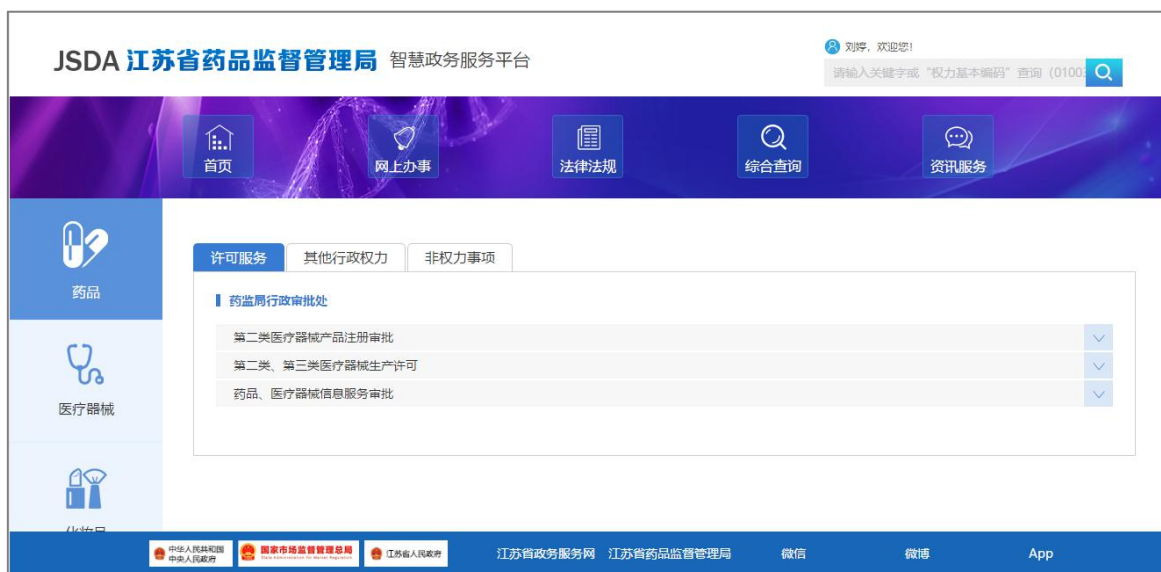 JSDA 江苏省药品监督管理局 智慧政务服务平台
刘婷，欢迎您!
请输入关键字或“权力基本编码”查询（0100
首页
网上办事
法律法规
综合查询
资讯服务
药品
医疗器械
化妆品
许可服务 其他行政权力 非权力事项
药监局行政审批处
第二类医疗器械产品注册审批
第二类、第三类医疗器械生产许可
药品、医疗器械信息服务审批
中华人民共和国
中央人民政府
国家市场监督管理总局
State Administration for Market Regulation
江苏省人民政府
江苏省政务服务网 江苏省药品监督管理局 微信 微博 App